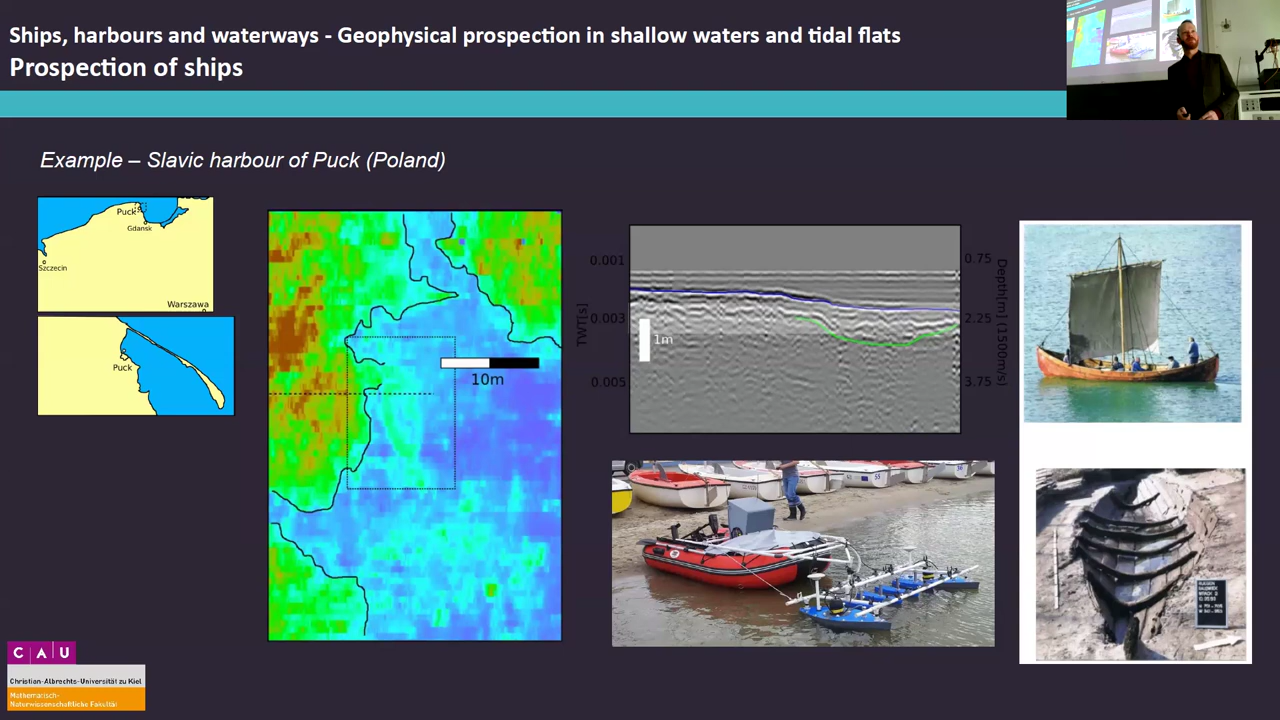 Ships, harbours and waterways - Geophysical prospection in shallow waters and tidal flats
Prospection of ships
Example – Slavic harbour of Puck (Poland)
Puck
Gdansk
Szczecin
Warszawa
Puck
10m
TWT[s]
0.001
0.003
0.005
1m
0.75
2.25
3.75
Depth[m] (1500m/s)
C A U
Christian-Albrechts-Universität zu Kiel
Mathematisch-
Naturwissenschaftliche Fakultät